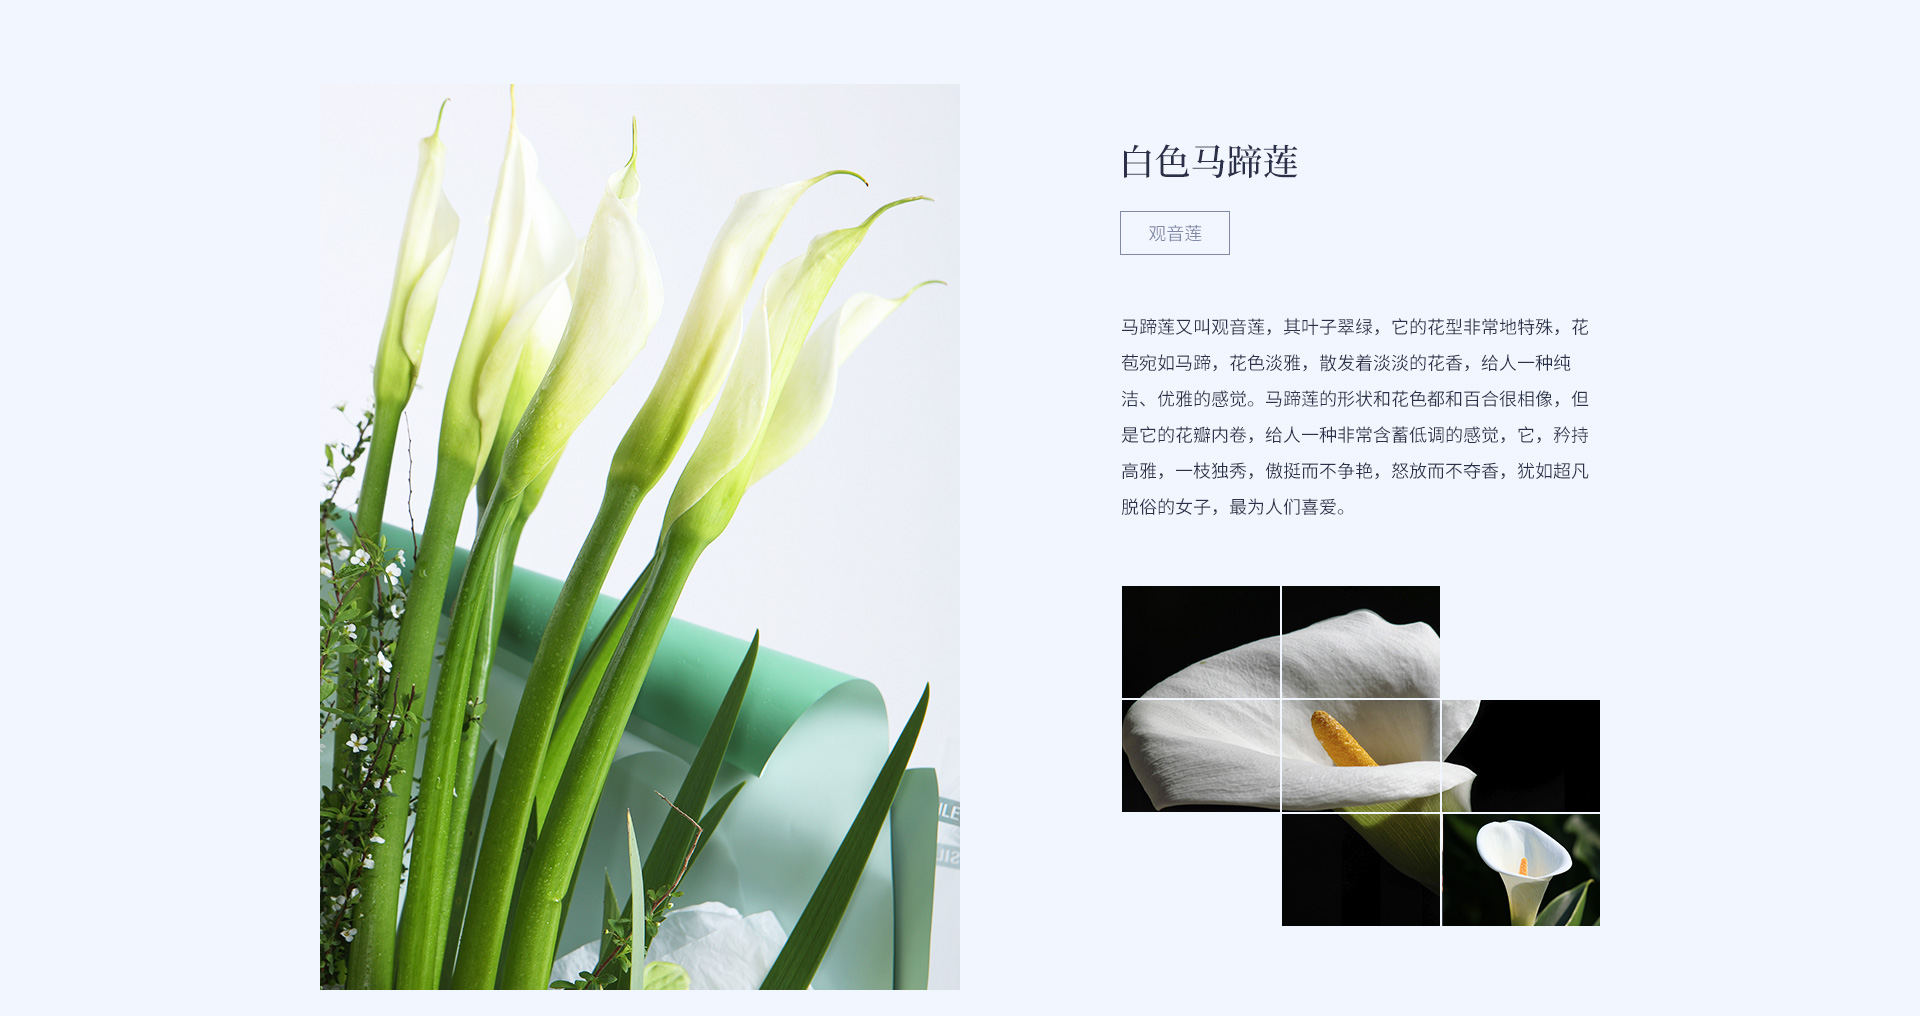 白色马蹄莲
观音莲
马蹄莲又叫观音莲，其叶子翠绿，它的花型非常地特殊，花
苞宛如马蹄，花色淡雅，散发着淡淡的花香，给人一种纯
洁、优雅的感觉。马蹄莲的形状和花色都和百合很相像，但
是它的花瓣内卷，给人一种非常含蓄低调的感觉，它，矜持
高雅，一枝独秀，傲挺而不争艳，怒放而不夺香，犹如超凡
脱俗的女子，最为人们喜爱。